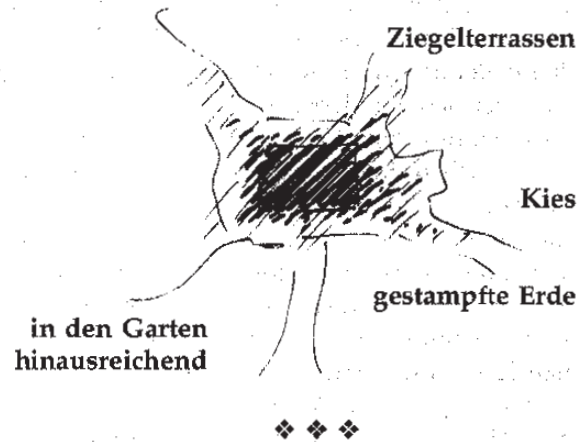 Ziegelterrassen
Kies
gestampfte Erde
in den Garten
hinausreichend